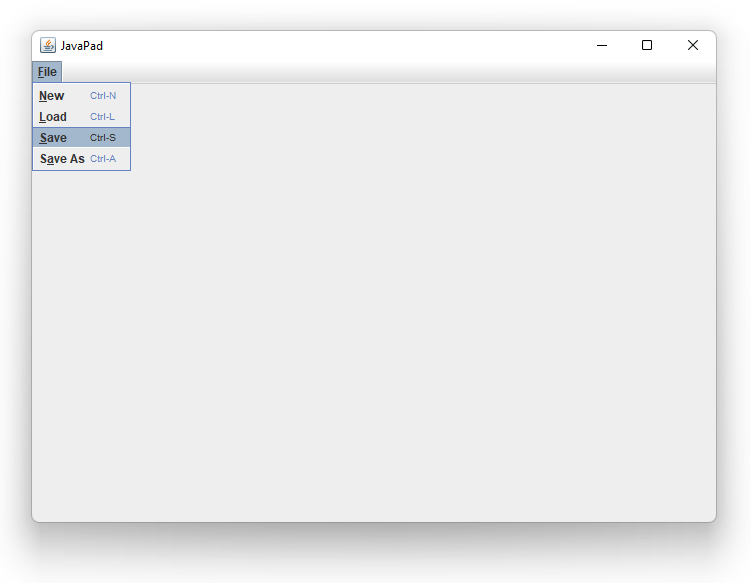 JavaPad
File
New Ctrl-N
Load Ctrl-L
Save Ctrl-S
Save As Ctrl-A